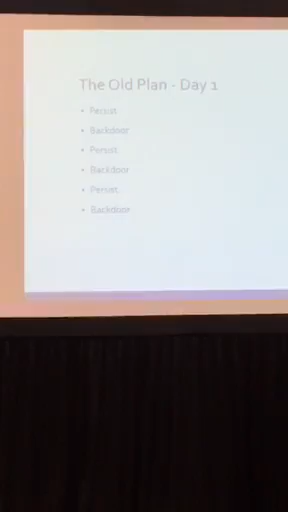 The Old Plan - Day 1
• Persist
• Backdoor
• Persist
• Backdoor
• Persist
• Backdoor